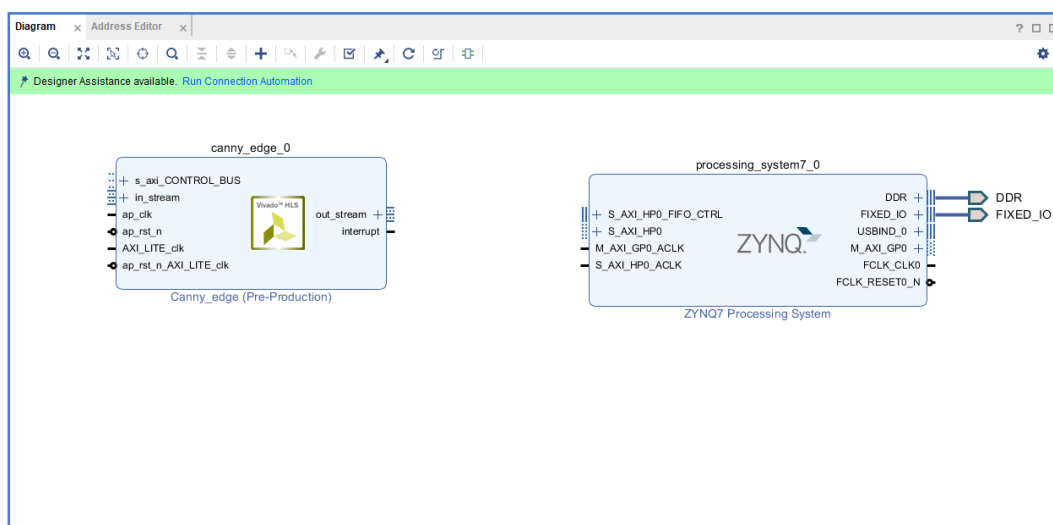 Diagram × Address Editor ×
? 
Designer Assistance available. Run Connection Automation
canny_edge_0
s_axi_CONTROL_BUS
in_stream
ap_clk
ap_rst_n
AXI_LITE_clk
ap_rst_n_AXI_LITE_clk
Vivado™ HLS
out_stream
interrupt
Canny_edge (Pre-Production)
processing_system7_0
S_AXI_HP0_FIFO_CTRL
S_AXI_HP0
M_AXI_GP0_ACLK
S_AXI_HP0_ACLK
ZYNQ
DDR
FIXED_IO
USBIND_0
M_AXI_GP0
FCLK_CLK0
FCLK_RESET0_N
ZYNQ7 Processing System
DDR
FIXED_IO